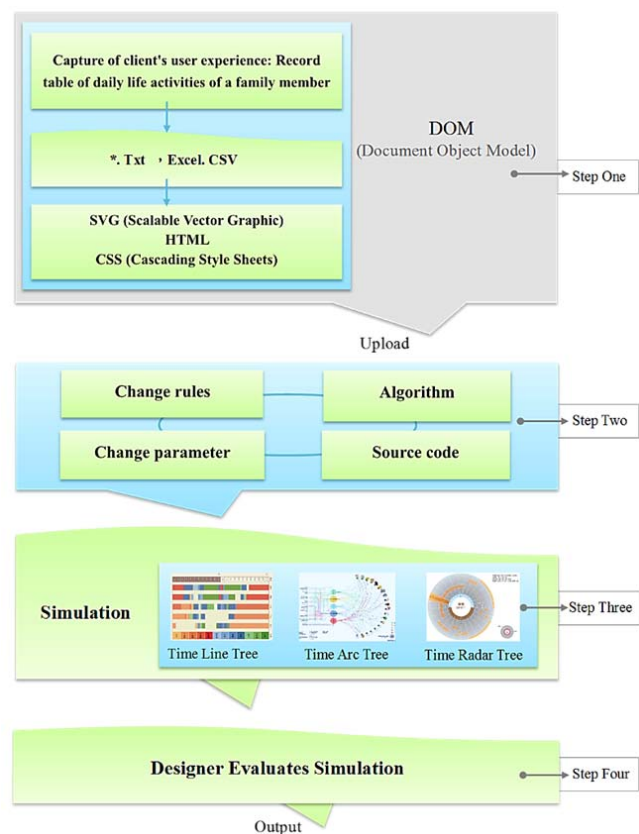 Capture of client's user experience: Record
table of daily life activities of a family member
DOM
(Document Object Model)
*. Txt , Excel. CSV
Step One
SVG (Scalable Vector Graphic)
HTML
CSS (Cascading Style Sheets)
Upload
Change rules
Algorithm
Step Two
Change parameter
Source code
Simulation
Step Three
Time Line Tree
Time Arc Tree
Time Radar Tree
Designer Evaluates Simulation
Step Four
Output